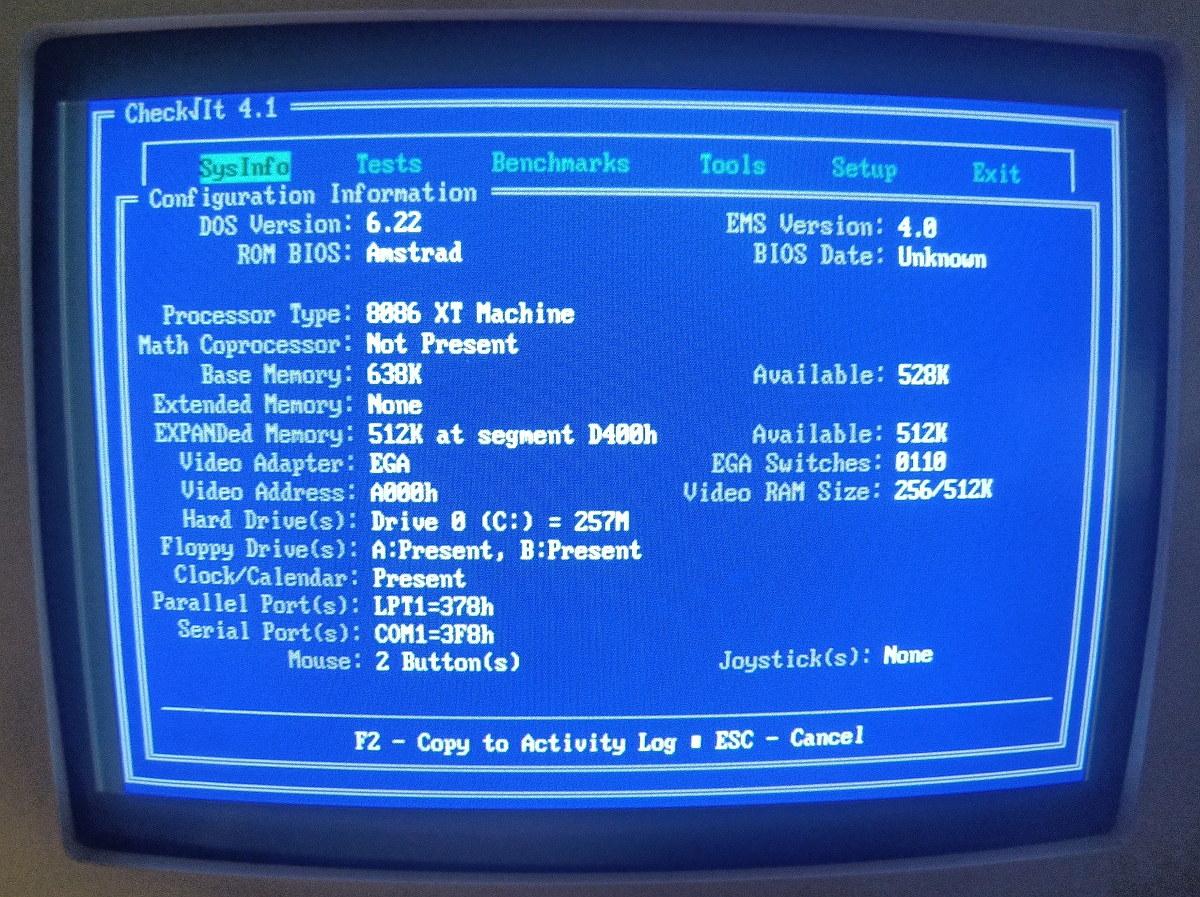 Check√It 4.1
SysInfo Tests Benchmarks Tools Setup Exit
Configuration Information
DOS Version: 6.22 EMS Version: 4.0
ROM BIOS: Amstrad BIOS Date: Unknown
Processor Type: 8086 XT Machine
Math Coprocessor: Not Present
Base Memory: 638K Available: 528K
Extended Memory: None
EXPANDed Memory: 512K at segment D400h Available: 512K
Video Adapter: EGA EGA Switches: 0110
Video Address: A000h Video RAM Size: 256/512K
Hard Drive(s): Drive 0 (C:) = 257M
Floppy Drive(s): A:Present, B:Present
Clock/Calendar: Present
Parallel Port(s): LPT1=378h
Serial Port(s): COM1=3F8h
Mouse: 2 Button(s) Joystick(s): None
F2 - Copy to Activity Log ■ ESC - Cancel